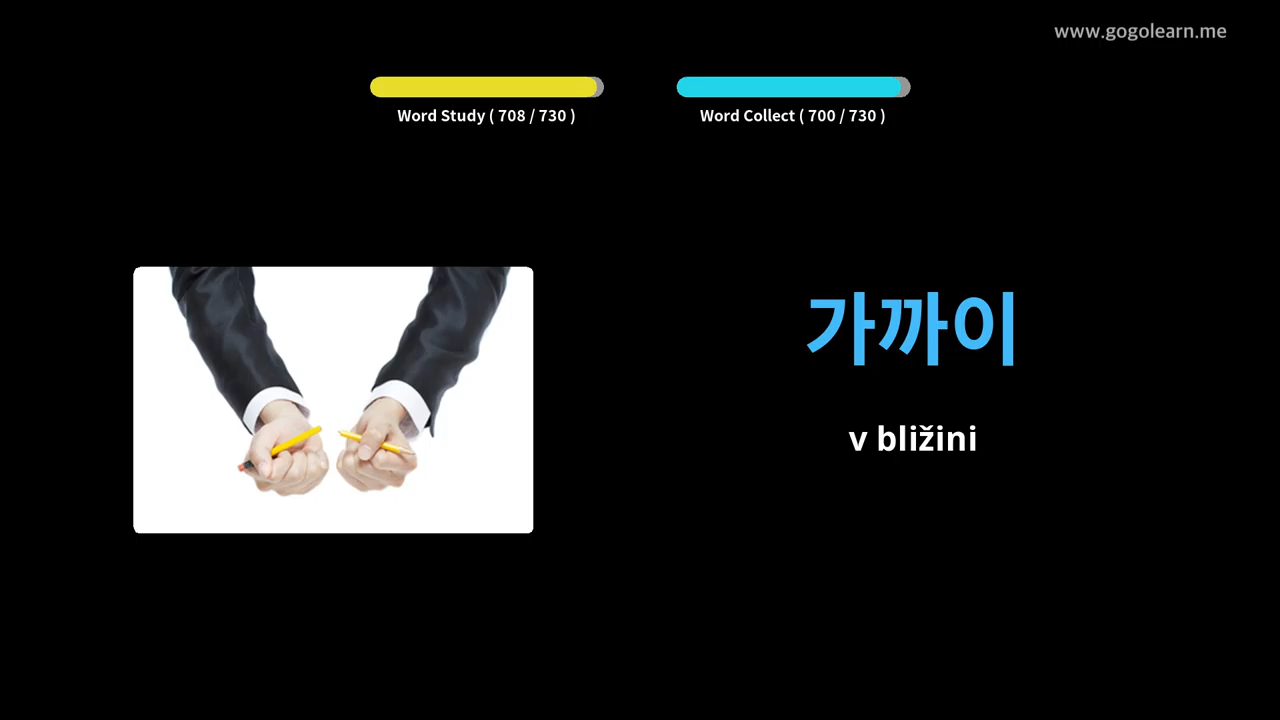 www.gogolearn.me
Word Study ( 708 / 730 )
Word Collect ( 700 / 730 )
가까이
v bližini